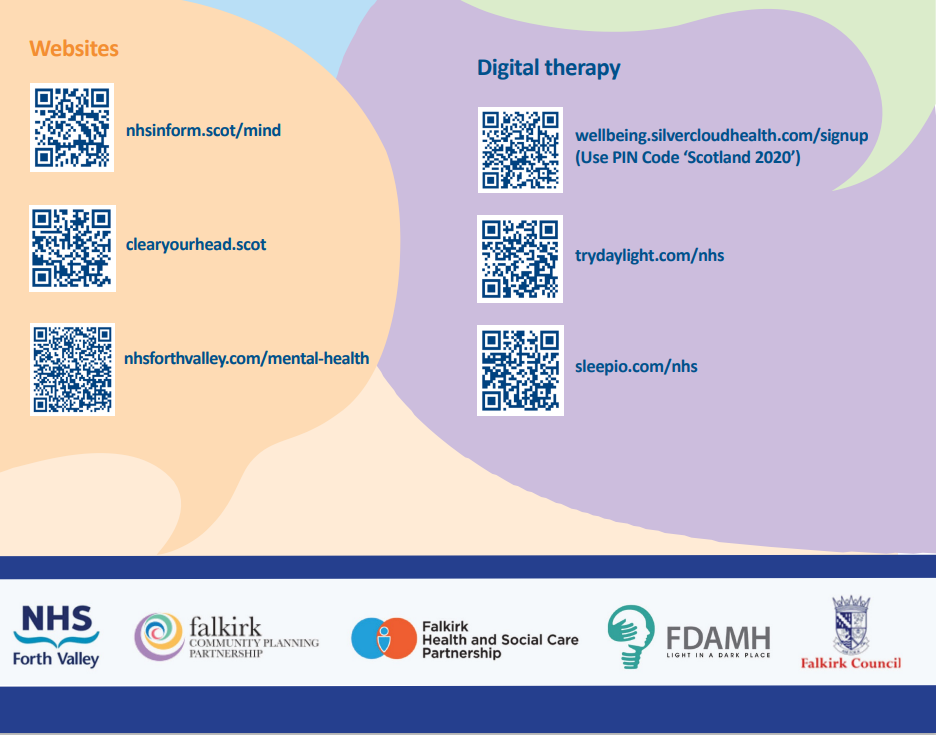 Websites
nhsinform.scot/mind
clearyourhead.scot
nhsforthvalley.com/mental-health
Digital therapy
wellbeing.silvercloudhealth.com/signup
(Use PIN Code ‘Scotland 2020’)
trydaylight.com/nhs
sleepio.com/nhs
NHS
Forth Valley
falkirk
COMMUNITY PLANNING
PARTNERSHIP
Falkirk
Health and Social Care
Partnership
FDAMH
LIGHT IN A DARK PLACE
Falkirk Council